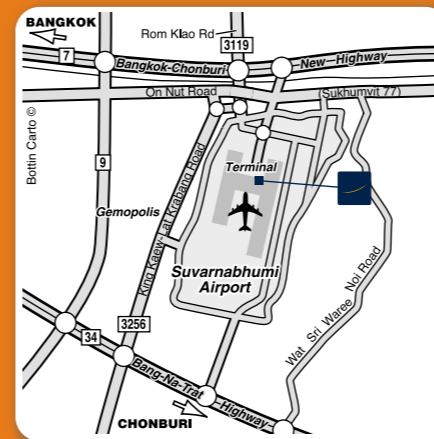 BANGKOK
Rom Klao Rd
3119
7
Bangkok-Chonburi
New Highway
On Nut Road
(Sukhumvit 77)
Bottin Carto ©
9
Terminal
King Kaew-Lat Krabang Road
Gemopolis
Suvarnabhumi
Airport
Wat Sri Waree Noi Road
3256
34
Bang-Na-Trat
Highway
CHONBURI